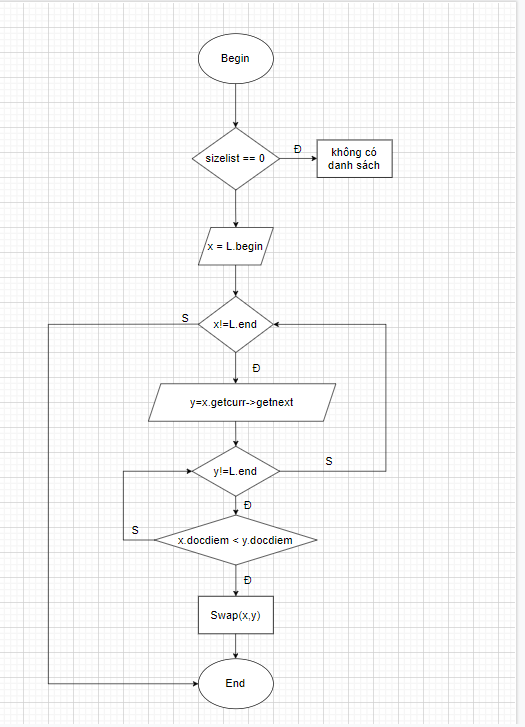 Begin
sizelist == 0
Đ
không có
danh sách
x = L.begin
S
x!=L.end
Đ
y=x.getcurr->getnext
y!=L.end
S
Đ
S
x.docdiem < y.docdiem
Đ
Swap(x,y)
End